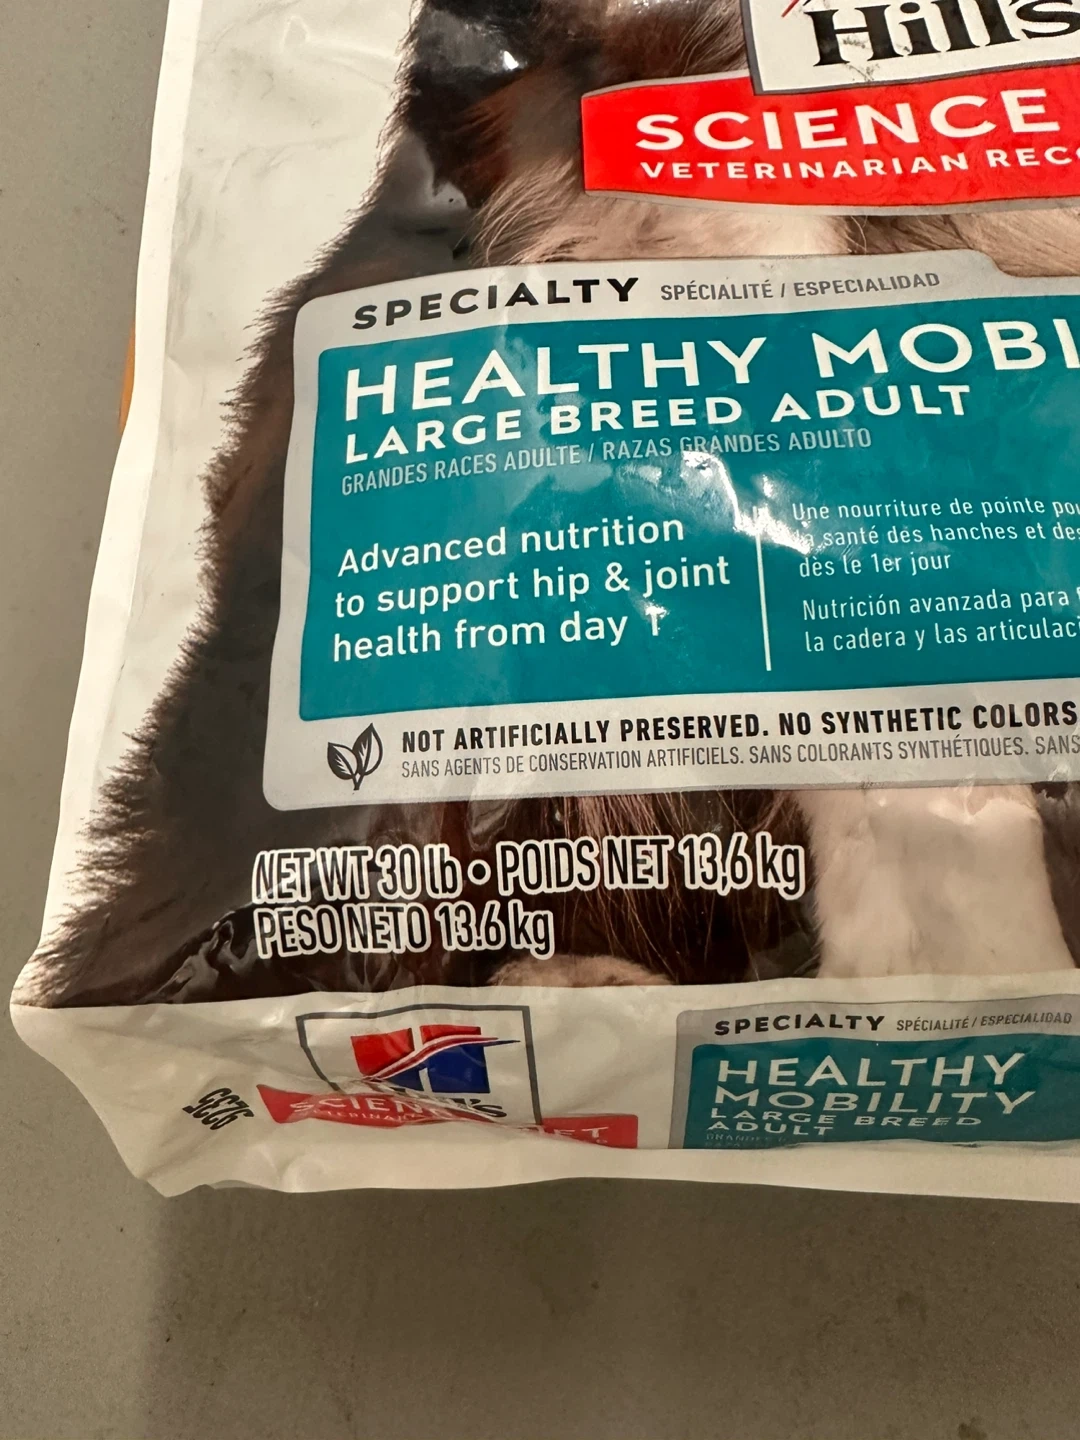 Hill's
SCIENCE
VETERINARIAN
SPECIALTY SPÉCIALITÉ / ESPECIALIDAD
HEALTHY MOBI
LARGE BREED ADULT
GRANDES RACES ADULTE / RAZAS GRANDES ADULTO
Advanced nutrition
to support hip & joint
health from day 1
Une nourriture de pointe
la santé des hanches et
dès le 1er jour
Nutrición avanzada para
la cadera y las
NOT ARTIFICIALLY PRESERVED. NO SYNTHETIC COLORS
SANS AGENTS DE CONSERVATION ARTIFICIELS. SANS COLORANTS SYNTHÉTIQUES. SANS
NET WT 30 lb • POIDS NET 13,6 kg
PESO NETO 13.6 kg
SPECIALTY SPÉCIALITÉ / ESPECIALIDAD
HEALTHY
MOBILITY
LARGE BREED
ADULT